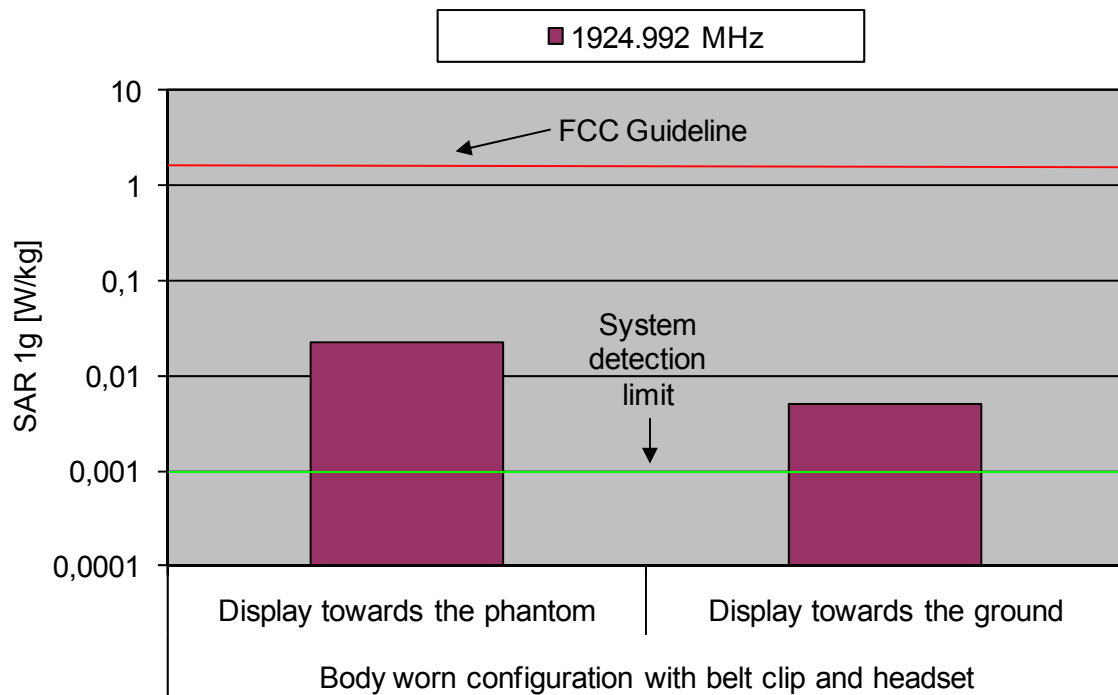 1924.992 MHz
10
FCC Guideline
1
SAR 1g [W/kg]
0,1
System
detection
limit
0,01
0,001
0,0001
Display towards the phantom
Display towards the ground
Body worn configuration with belt clip and headset